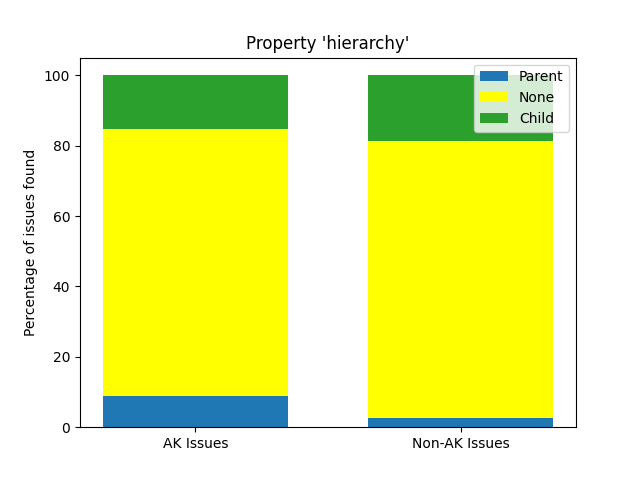 Property 'hierarchy'
Parent
None
Child
Percentage of issues found
100
80
60
40
20
0
AK Issues
Non-AK Issues